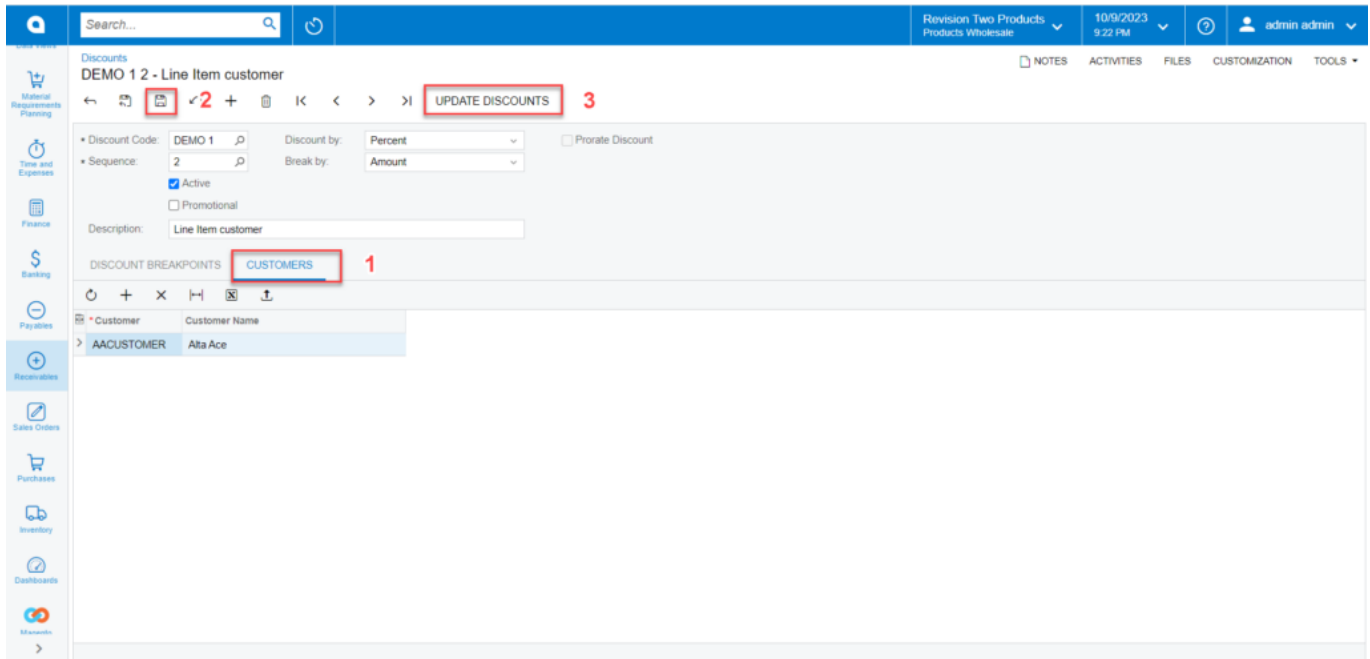 Search...
Revision Two Products
Products Wholesale
10/9/2023
9:22 PM
admin admin
Data Views
Material
Requirements
Planning
Time and
Expenses
Finance
Banking
Payables
Receivables
Sales Orders
Purchases
Inventory
Dashboards
Discounts
DEMO 1 2 - Line Item customer
NOTES ACTIVITIES FILES CUSTOMIZATION TOOLS
2 UPDATE DISCOUNTS 3
* Discount Code: DEMO 1 Discount by: Percent Prorate Discount
* Sequence: 2 Break by: Amount
Active
Promotional
Description: Line Item customer
DISCOUNT BREAKPOINTS CUSTOMERS 1
* Customer Customer Name
AACUSTOMER Alta Ace